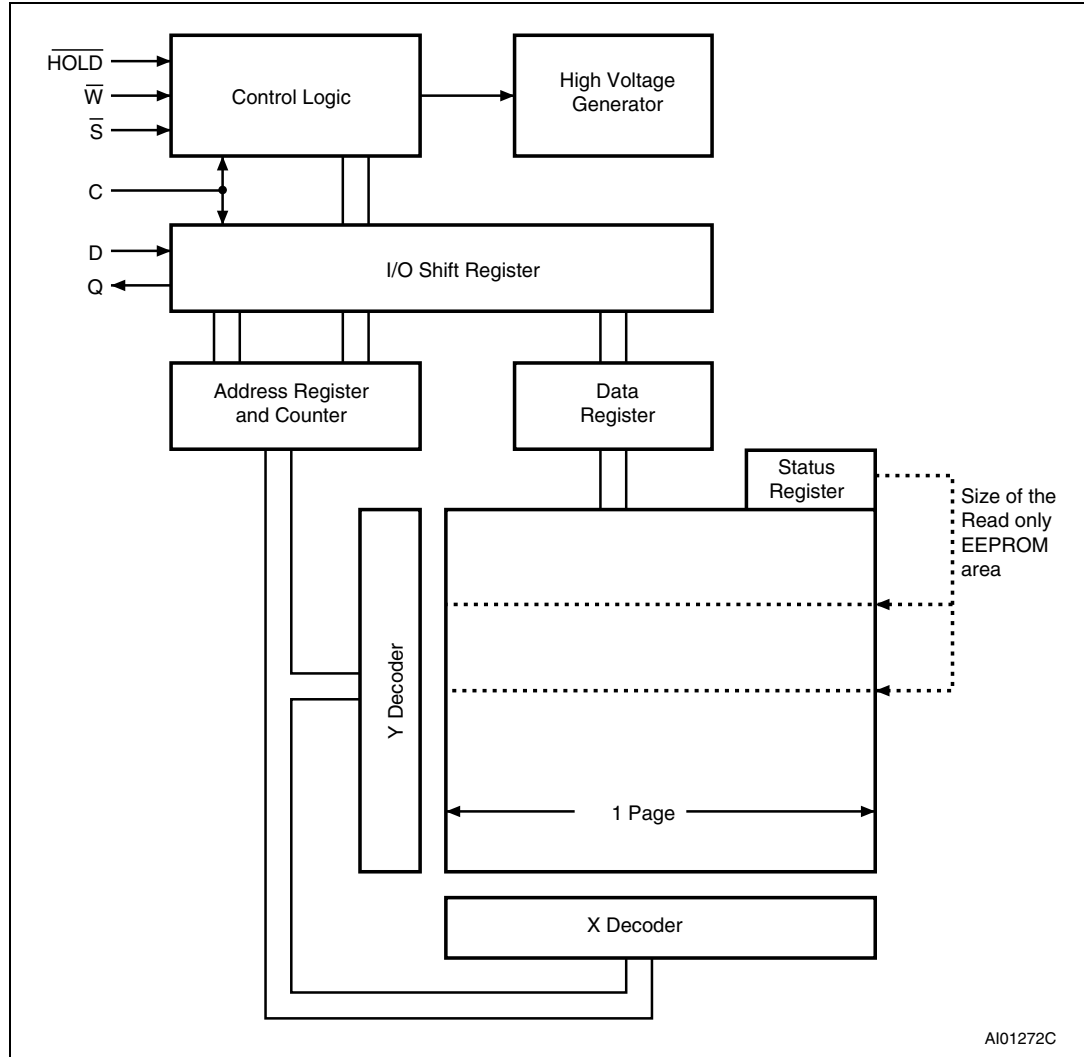 HOLD
W
S
Control Logic
High Voltage
Generator
C
D
Q
I/O Shift Register
Address Register
and Counter
Data
Register
Status
Register
Size of the
Read only
EEPROM
area
Y Decoder
1 Page
X Decoder
AI01272C